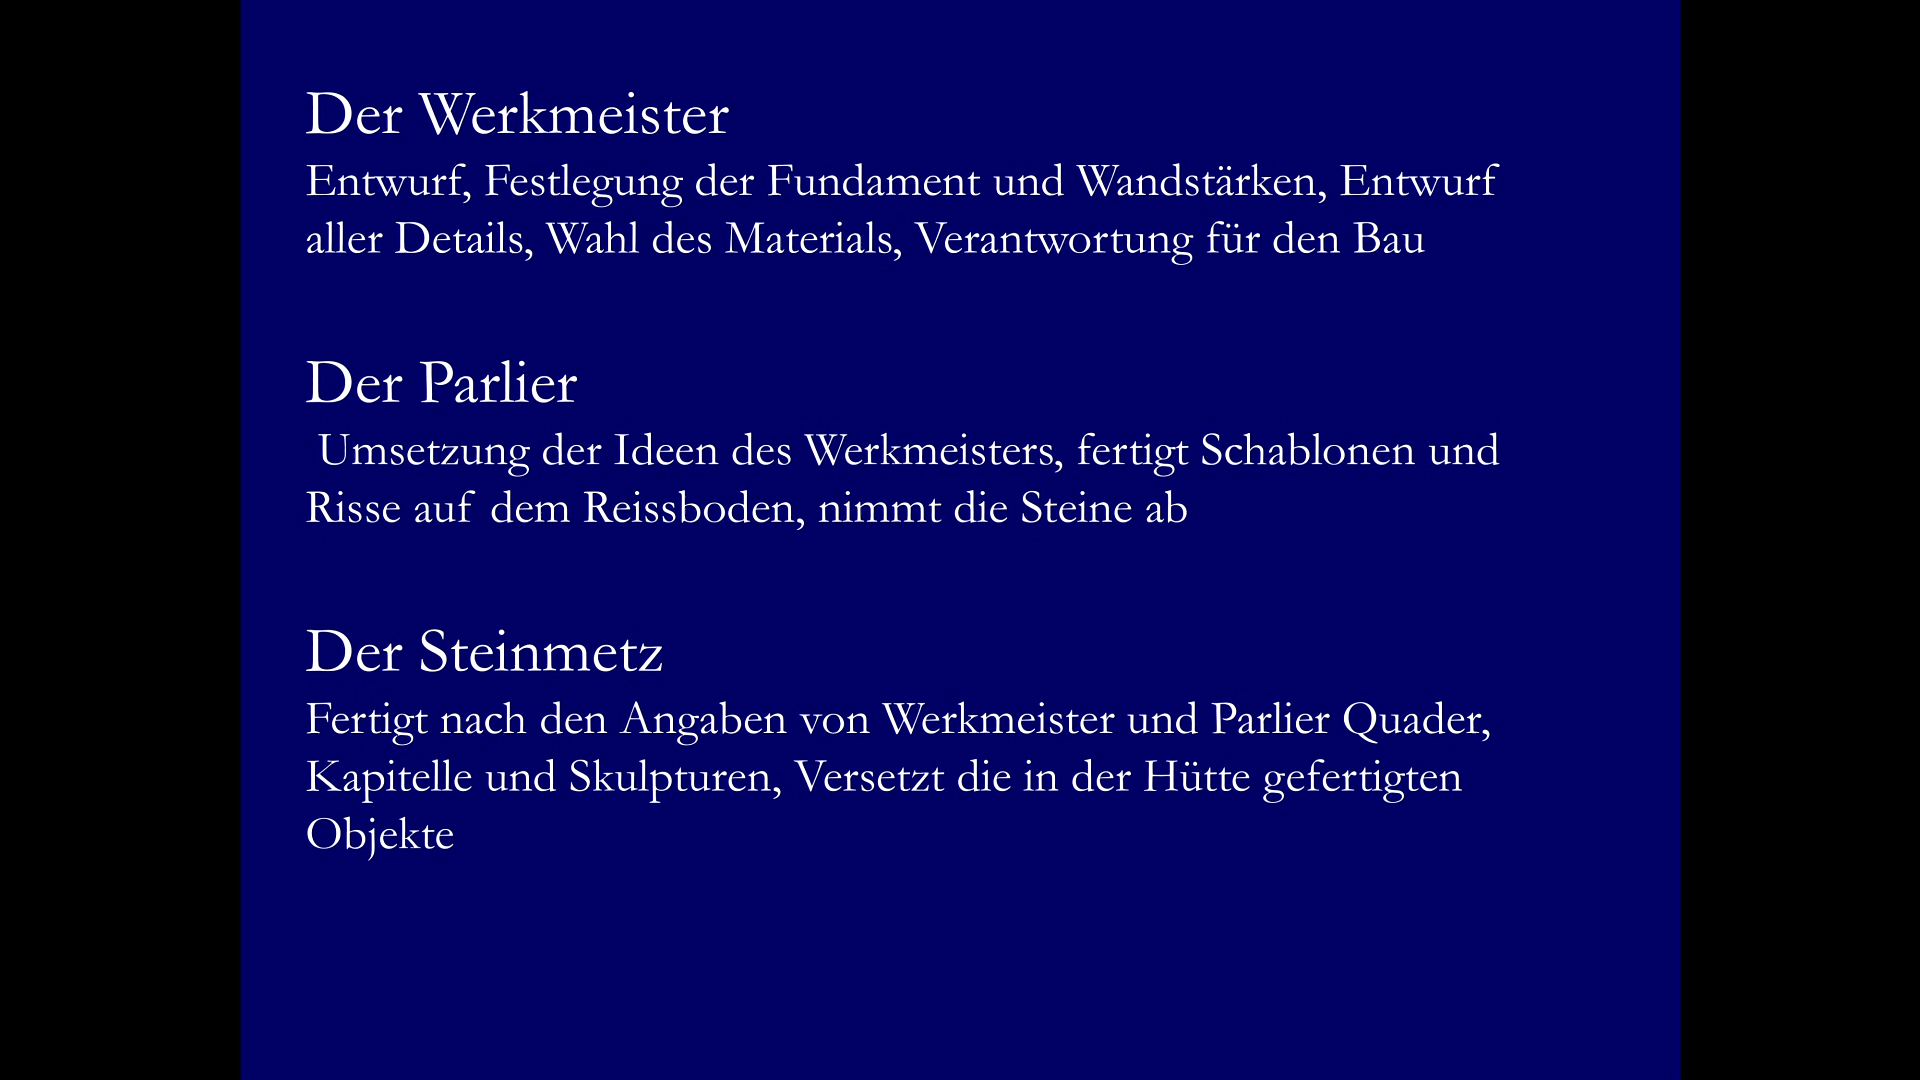 Der Werkmeister
Entwurf, Festlegung der Fundament und Wandstärken, Entwurf
aller Details, Wahl des Materials, Verantwortung für den Bau
Der Parlier
Umsetzung der Ideen des Werkmeisters, fertigt Schablonen und
Risse auf dem Reissboden, nimmt die Steine ab
Der Steinmetz
Fertigt nach den Angaben von Werkmeister und Parlier Quader,
Kapitelle und Skulpturen, Versetzt die in der Hütte gefertigten
Objekte